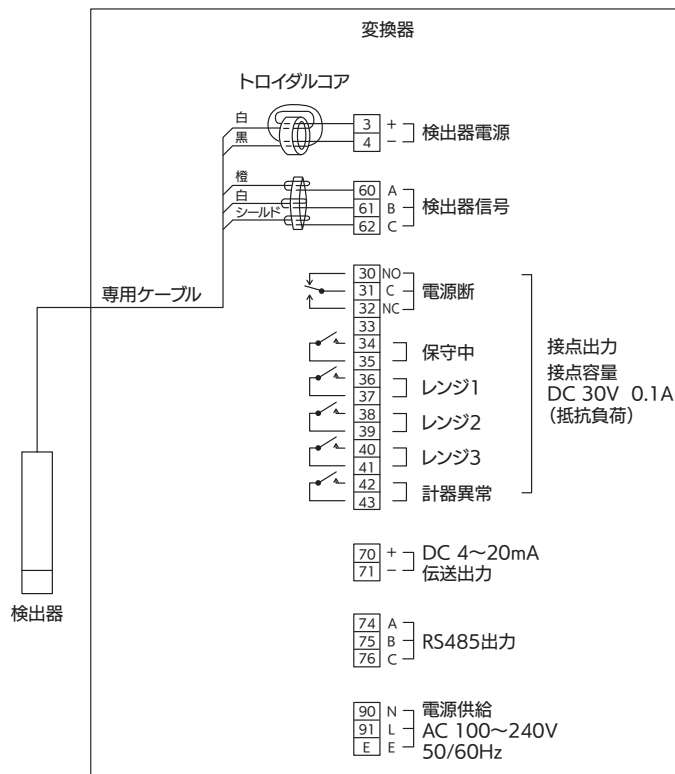 変換器
トロイダルコア
白
黒
3 +
4 −
検出器電源
橙
白
シールド
60 A
61 B
62 C
検出器信号
専用ケーブル
30 NO
31 C
32 NC
電源断
33
34
35
保守中
36
37
レンジ1
38
39
レンジ2
40
41
レンジ3
42
43
計器異常
接点出力
接点容量
DC 30V 0.1A
（抵抗負荷）
検出器
70 +
71 −
DC 4～20mA
伝送出力
74 A
75 B
76 C
RS485出力
90 N
91 L
E E
電源供給
AC 100～240V
50/60Hz